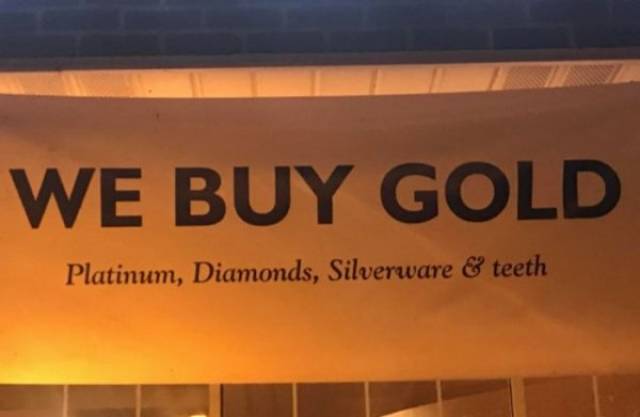 WE BUY GOLD
Platinum, Diamonds, Silverware & teeth